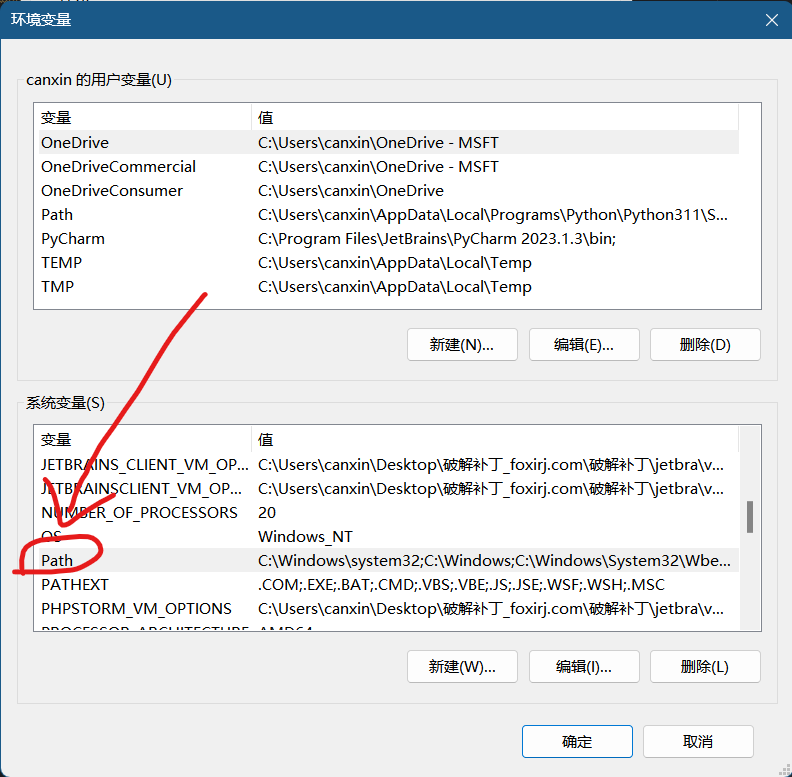 环境变量
canxin 的用户变量(U)
变量 值
OneDrive C:\Users\canxin\OneDrive - MSFT
OneDriveCommercial C:\Users\canxin\OneDrive - MSFT
OneDriveConsumer C:\Users\canxin\OneDrive
Path C:\Users\canxin\AppData\Local\Programs\Python\Python311\S...
PyCharm C:\Program Files\JetBrains\PyCharm 2023.1.3\bin;
TEMP C:\Users\canxin\AppData\Local\Temp
TMP C:\Users\canxin\AppData\Local\Temp
新建(N)... 编辑(E)... 删除(D)
系统变量(S)
变量 值
JETBRAINS_CLIENT_VM_OP... C:\Users\canxin\Desktop\破解补丁_foxirj.com\破解补丁\jetbra\v...
JETBRAINSCLIENT_VM_OP... C:\Users\canxin\Desktop\破解补丁_foxirj.com\破解补丁\jetbra\v...
NUMBER_OF_PROCESSORS 20
OS Windows_NT
Path C:\Windows\system32;C:\Windows;C:\Windows\System32\Wbe...
PATHEXT .COM;.EXE;.BAT;.CMD;.VBS;.VBE;.JS;.JSE;.WSF;.WSH;.MSC
PHPSTORM_VM_OPTIONS C:\Users\canxin\Desktop\破解补丁_foxirj.com\破解补丁\jetbra\v...
PROCESSOR_ARCHITECTURE AMD64
新建(W)... 编辑(I)... 删除(L)
确定 取消